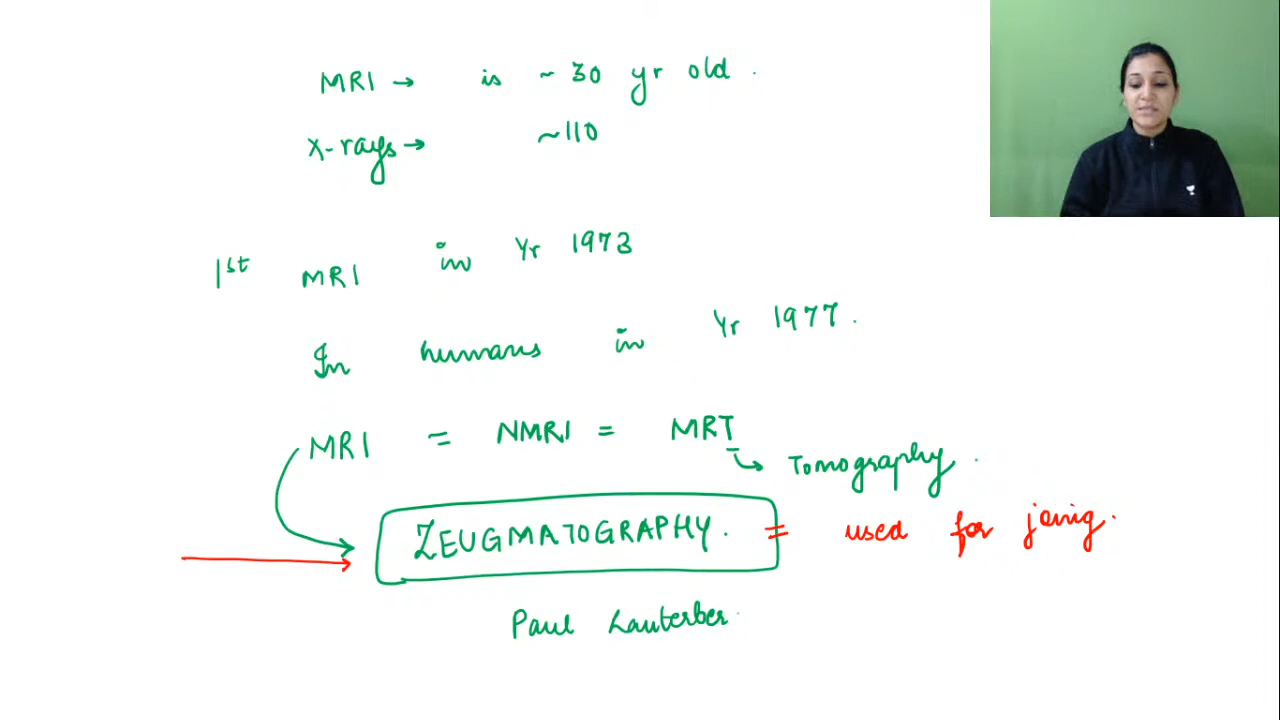 MRI → is ~ 30 yr old .
X-rays → ~110
1st MRI in Yr 1973
In humans in Yr 1977 .
MRI = NMRI = MRT
Tomography .
ZEUGMATOGRAPHY . = used for joing .
Paul Lauterber